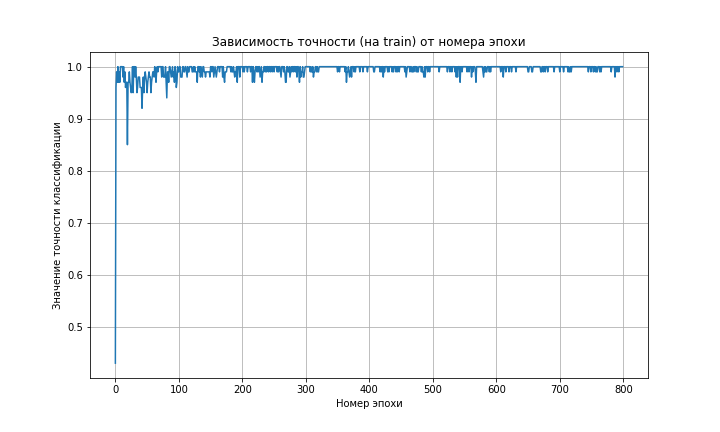 Зависимость точности (на train) от номера эпохи
Значение точности классификации
1.0
0.9
0.8
0.7
0.6
0.5
0 100 200 300 400 500 600 700 800
Номер эпохи